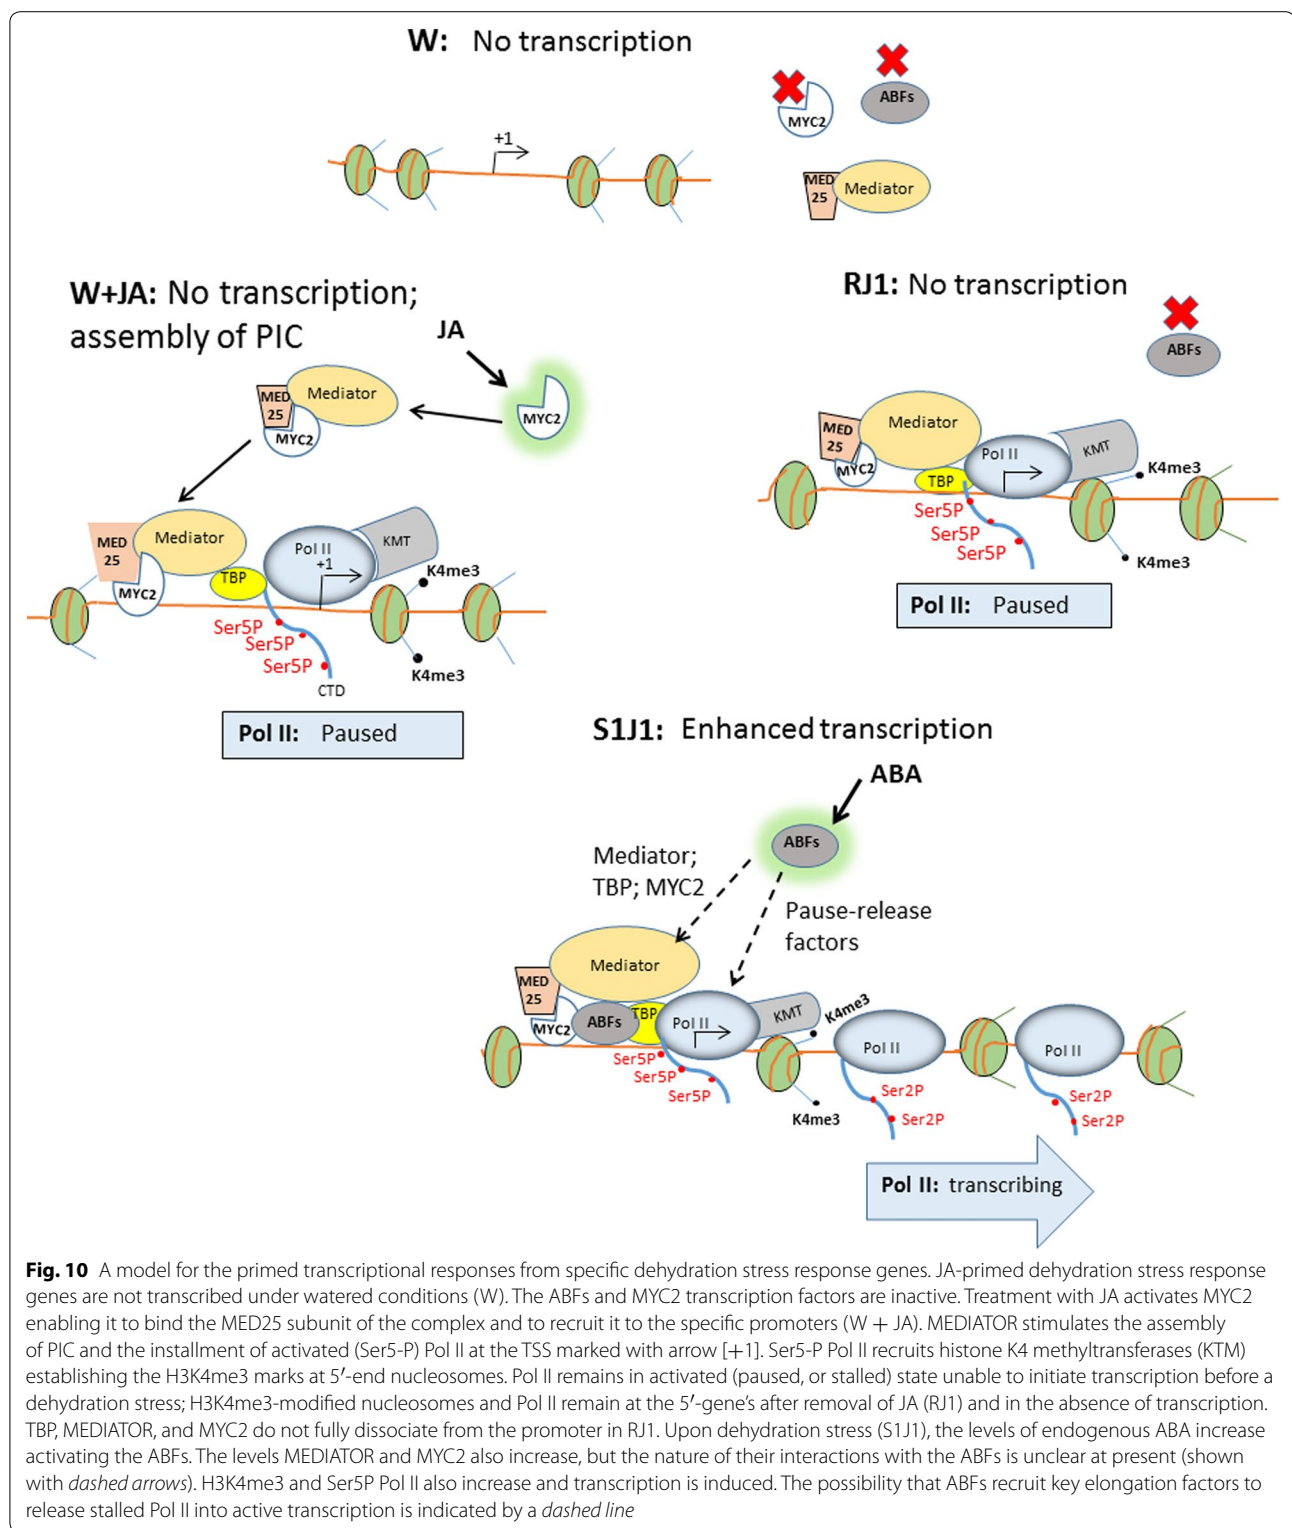 W: No transcription
MYC2
ABFs
+1
MED
25
Mediator
W+JA: No transcription;
assembly of PIC
JA
MED
25
Mediator
MYC2
MYC2
MED
25
Mediator
MYC2
TBP
Pol II
+1
KMT
K4me3
K4me3
Ser5P
Ser5P
Ser5P
CTD
Pol II: Paused
RJ1: No transcription
ABFs
MED
25
Mediator
MYC2
TBP
Pol II
KMT
K4me3
K4me3
Ser5P
Ser5P
Ser5P
Pol II: Paused
S1J1: Enhanced transcription
ABA
ABFs
Mediator;
TBP; MYC2
Pause-release
factors
Mediator
MED
25
MYC2
ABFs
TBP
Pol II
KMT
K4me3
K4me3
Ser5P
Ser5P
Ser5P
Pol II
Ser2P
Ser2P
Pol II
Ser2P
Ser2P
Pol II: transcribing
Fig. 10 A model for the primed transcriptional responses from specific dehydration stress response genes. JA-primed dehydration stress response
genes are not transcribed under watered conditions (W). The ABFs and MYC2 transcription factors are inactive. Treatment with JA activates MYC2
enabling it to bind the MED25 subunit of the complex and to recruit it to the specific promoters (W + JA). MEDIATOR stimulates the assembly
of PIC and the installment of activated (Ser5-P) Pol II at the TSS marked with arrow [+1]. Ser5-P Pol II recruits histone K4 methyltransferases (KTM)
establishing the H3K4me3 marks at 5′-end nucleosomes. Pol II remains in activated (paused, or stalled) state unable to initiate transcription before a
dehydration stress; H3K4me3-modified nucleosomes and Pol II remain at the 5′-gene's after removal of JA (RJ1) and in the absence of transcription.
TBP, MEDIATOR, and MYC2 do not fully dissociate from the promoter in RJ1. Upon dehydration stress (S1J1), the levels of endogenous ABA increase
activating the ABFs. The levels MEDIATOR and MYC2 also increase, but the nature of their interactions with the ABFs is unclear at present (shown
with dashed arrows). H3K4me3 and Ser5P Pol II also increase and transcription is induced. The possibility that ABFs recruit key elongation factors to
release stalled Pol II into active transcription is indicated by a dashed line